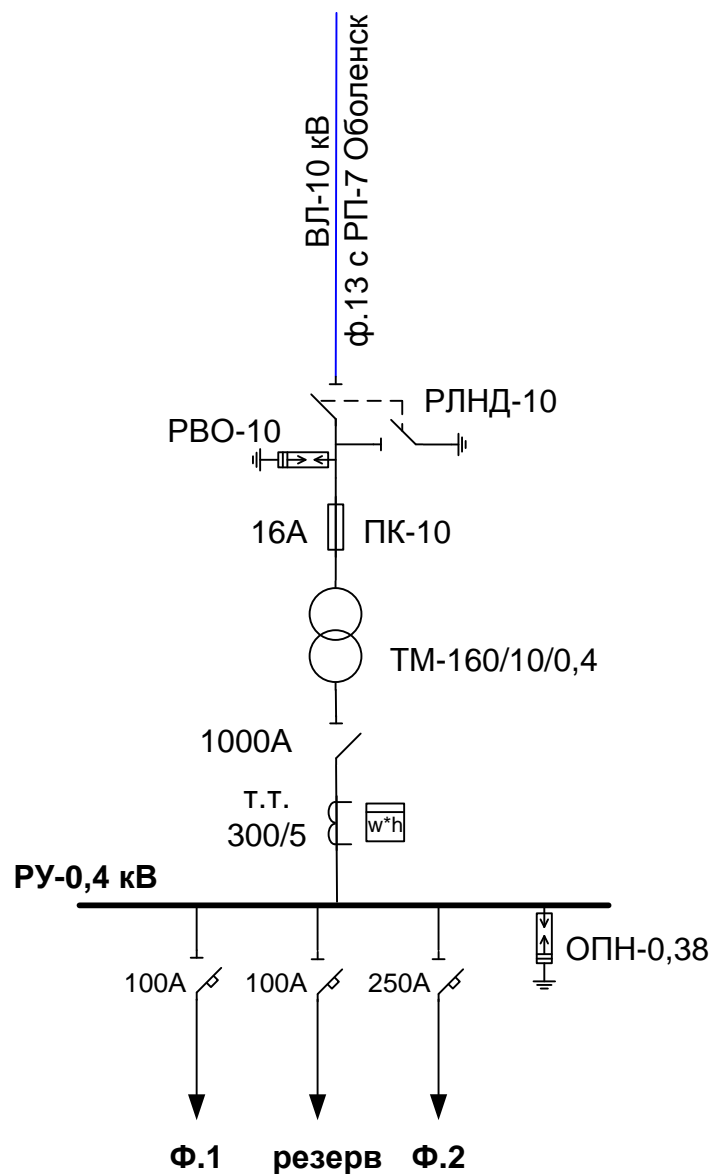 ВЛ-10 кВ
ф.13 с РП-7 Оболенск
РЛНД-10
РВО-10
16А
ПК-10
ТМ-160/10/0,4
1000А
т.т.
300/5
w*h
РУ-0,4 кВ
ОПН-0,38
100А
100А
250А
Ф.1
резерв
Ф.2